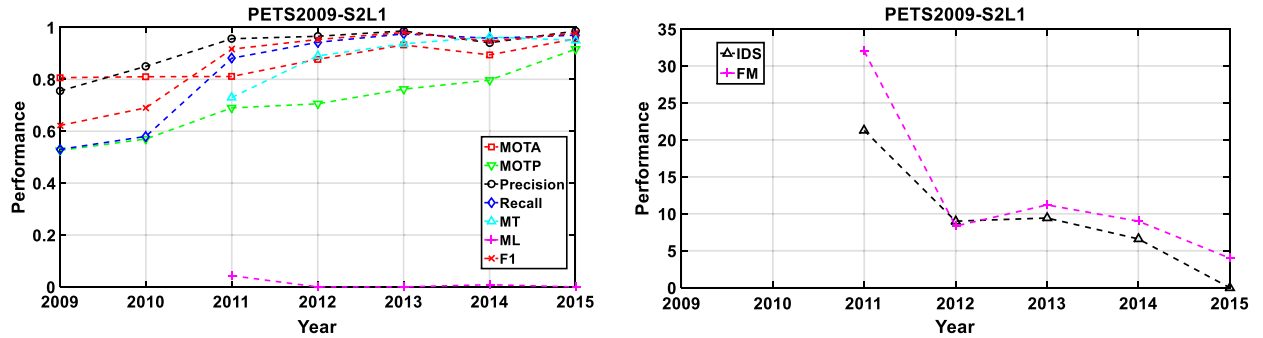 PETS2009-S2L1
1
0.8
0.6
0.4
0.2
0
Performance
MOTA
MOTP
Precision
Recall
MT
ML
F1
2009 2010 2011 2012 2013 2014 2015
Year
PETS2009-S2L1
35
30
25
20
15
10
5
0
Performance
IDS
FM
2009 2010 2011 2012 2013 2014 2015
Year